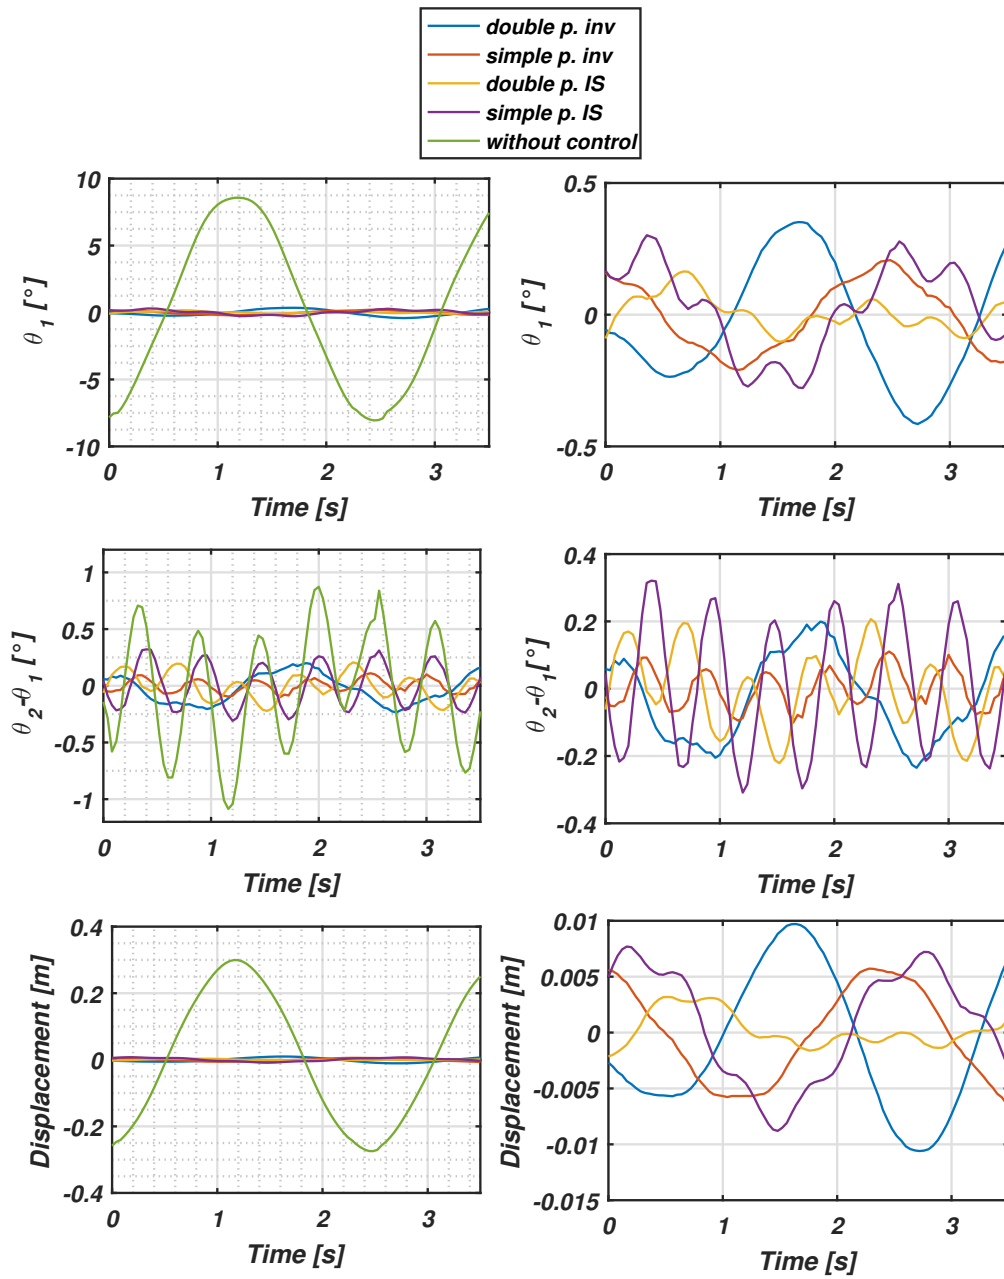 double p. inv
simple p. inv
double p. IS
simple p. IS
without control
10
5
0
-5
-10
θ1 [°]
0 1 2 3
Time [s]
0.5
0
-0.5
θ1 [°]
0 1 2 3
Time [s]
1
0.5
0
-0.5
-1
θ2-θ1 [°]
0 1 2 3
Time [s]
0.4
0.2
0
-0.2
-0.4
θ2-θ1 [°]
0 1 2 3
Time [s]
0.4
0.2
0
-0.2
-0.4
Displacement [m]
0 1 2 3
Time [s]
0.01
0.005
0
-0.005
-0.01
-0.015
Displacement [m]
0 1 2 3
Time [s]